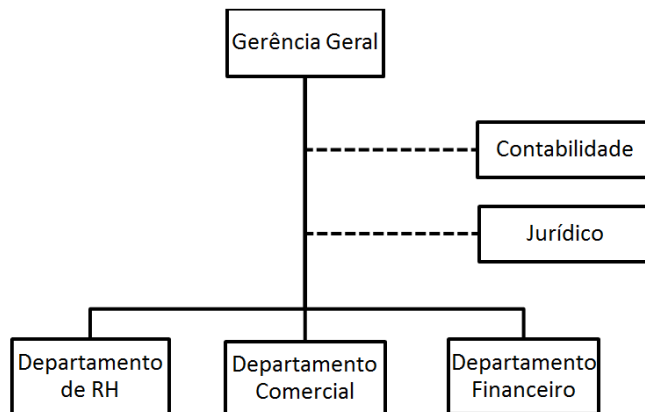 Gerência Geral
Contabilidade
Jurídico
Departamento
de RH
Departamento
Comercial
Departamento
Financeiro